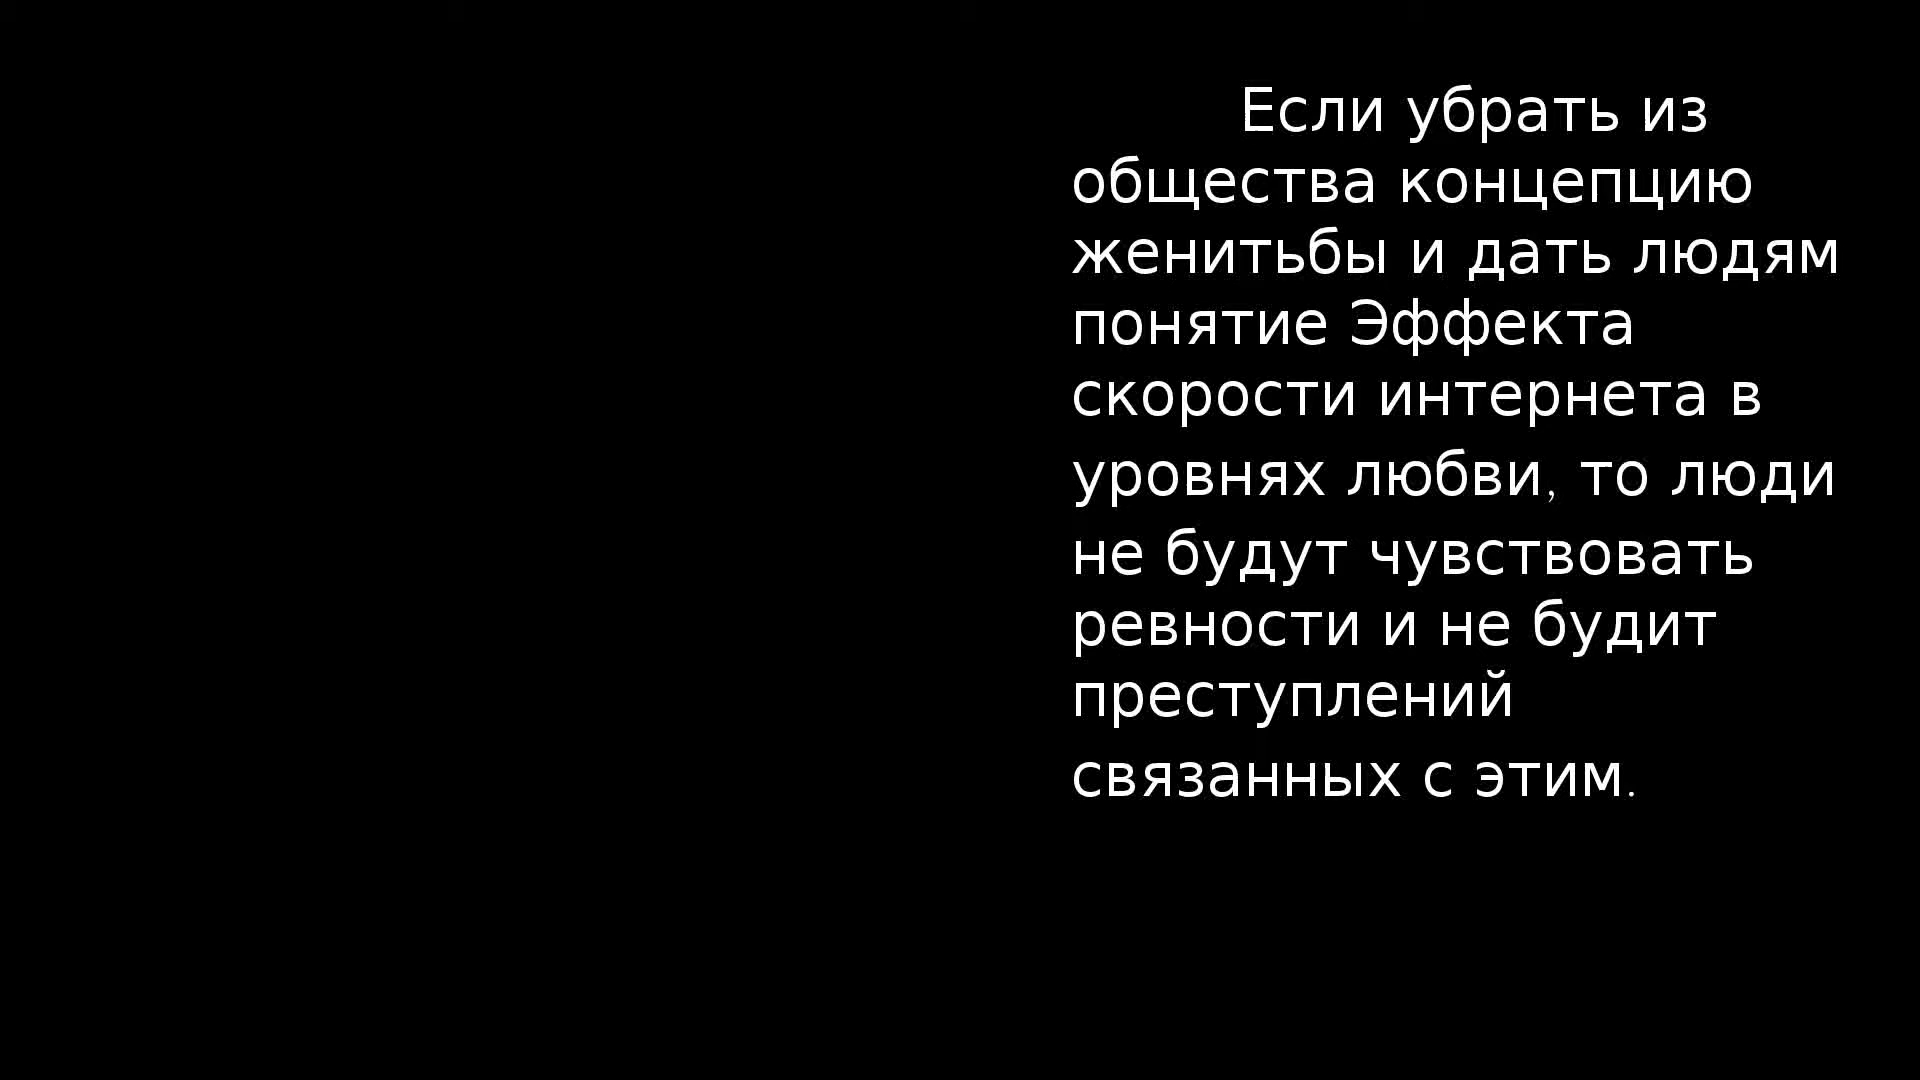 Если убрать из
общества концепцию
женитьбы и дать людям
понятие Эффекта
скорости интернета в
уровнях любви, то люди
не будут чувствовать
ревности и не будит
преступлений
связанных с этим.